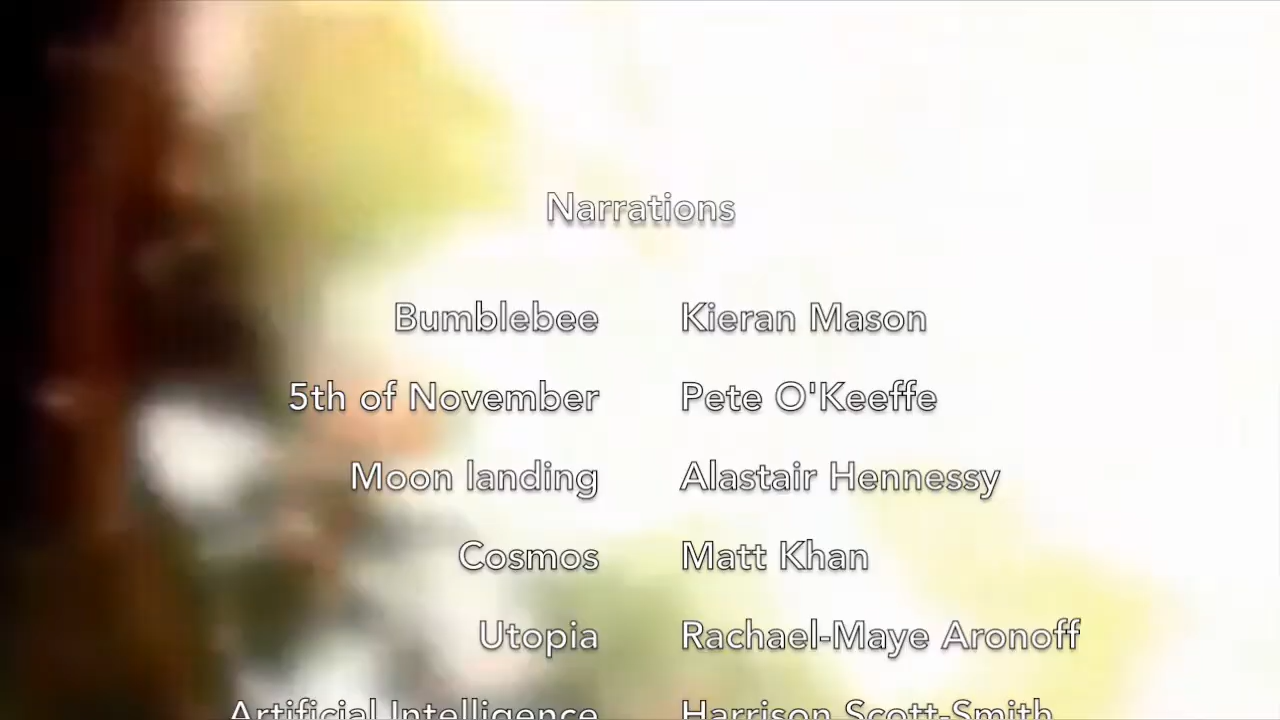 Narrations
Bumblebee Kieran Mason
5th of November Pete O'Keeffe
Moon landing Alastair Hennessy
Cosmos Matt Khan
Utopia Rachael-Maye Aronoff
Artificial Intelligence Harrison Scott-Smith